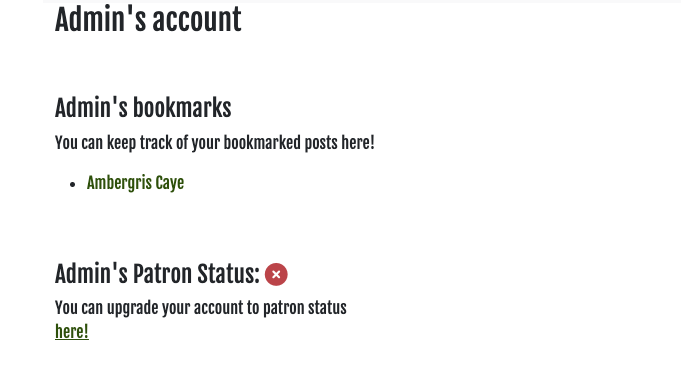 Admin's account
Admin's bookmarks
You can keep track of your bookmarked posts here!
Ambergris Caye
Admin's Patron Status:
You can upgrade your account to patron status
here!